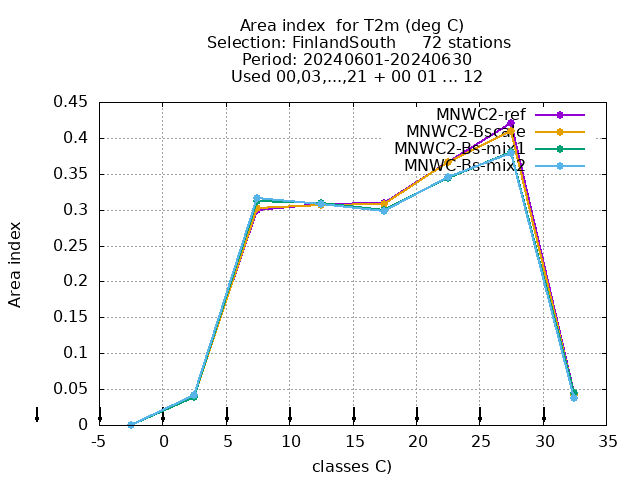 Area index  for T2m (deg C)
Selection: FinlandSouth     72 stations
Period: 20240601-20240630
Used 00,03,...,21 + 00 01 ... 12
MNWC2-ref
MNWC2-Bscale
MNWC2-Bs-mix1
MNWC-Bs-mix2
0.45
0.4
0.35
0.3
0.25
0.2
0.15
0.1
0.05
0
Area index
-5 0 5 10 15 20 25 30 35
classes C)